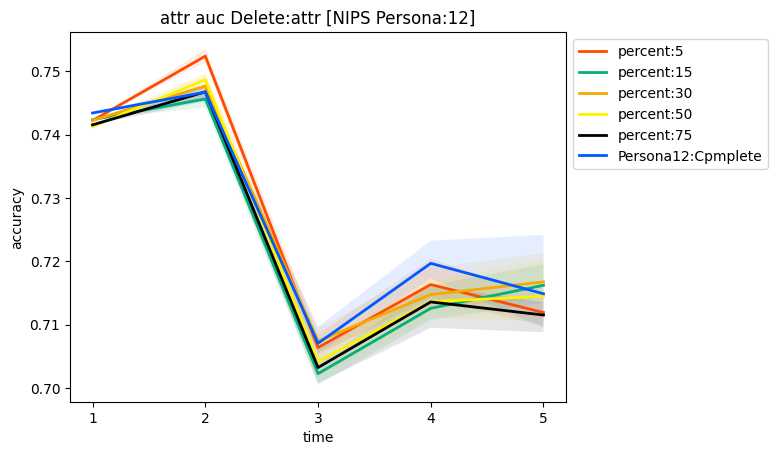 attr auc Delete:attr [NIPS Persona:12]
accuracy
0.75
0.74
0.73
0.72
0.71
0.70
1 2 3 4 5
time
percent:5
percent:15
percent:30
percent:50
percent:75
Persona12:Cpmplete